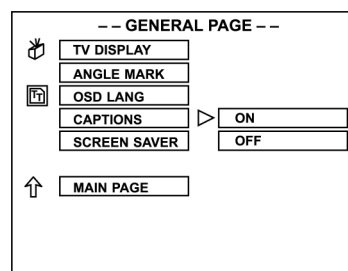 -- GENERAL PAGE --
TV DISPLAY
ANGLE MARK
OSD LANG
CAPTIONS ON
SCREEN SAVER OFF
MAIN PAGE